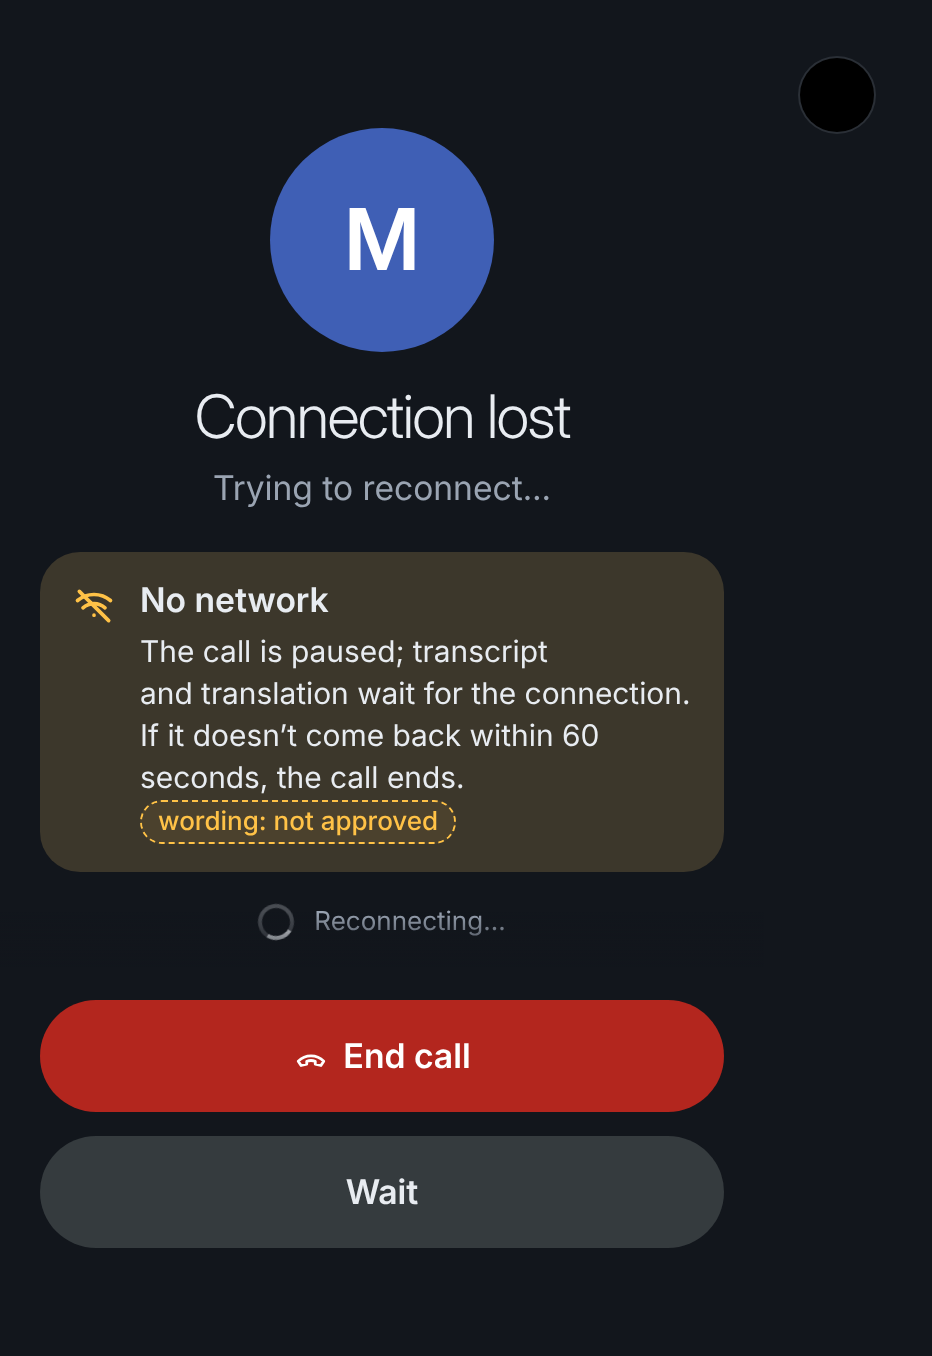 M
Connection lost
Trying to reconnect...
No network
The call is paused; transcript
and translation wait for the connection.
If it doesn’t come back within 60
seconds, the call ends.
wording: not approved
Reconnecting...
End call
Wait